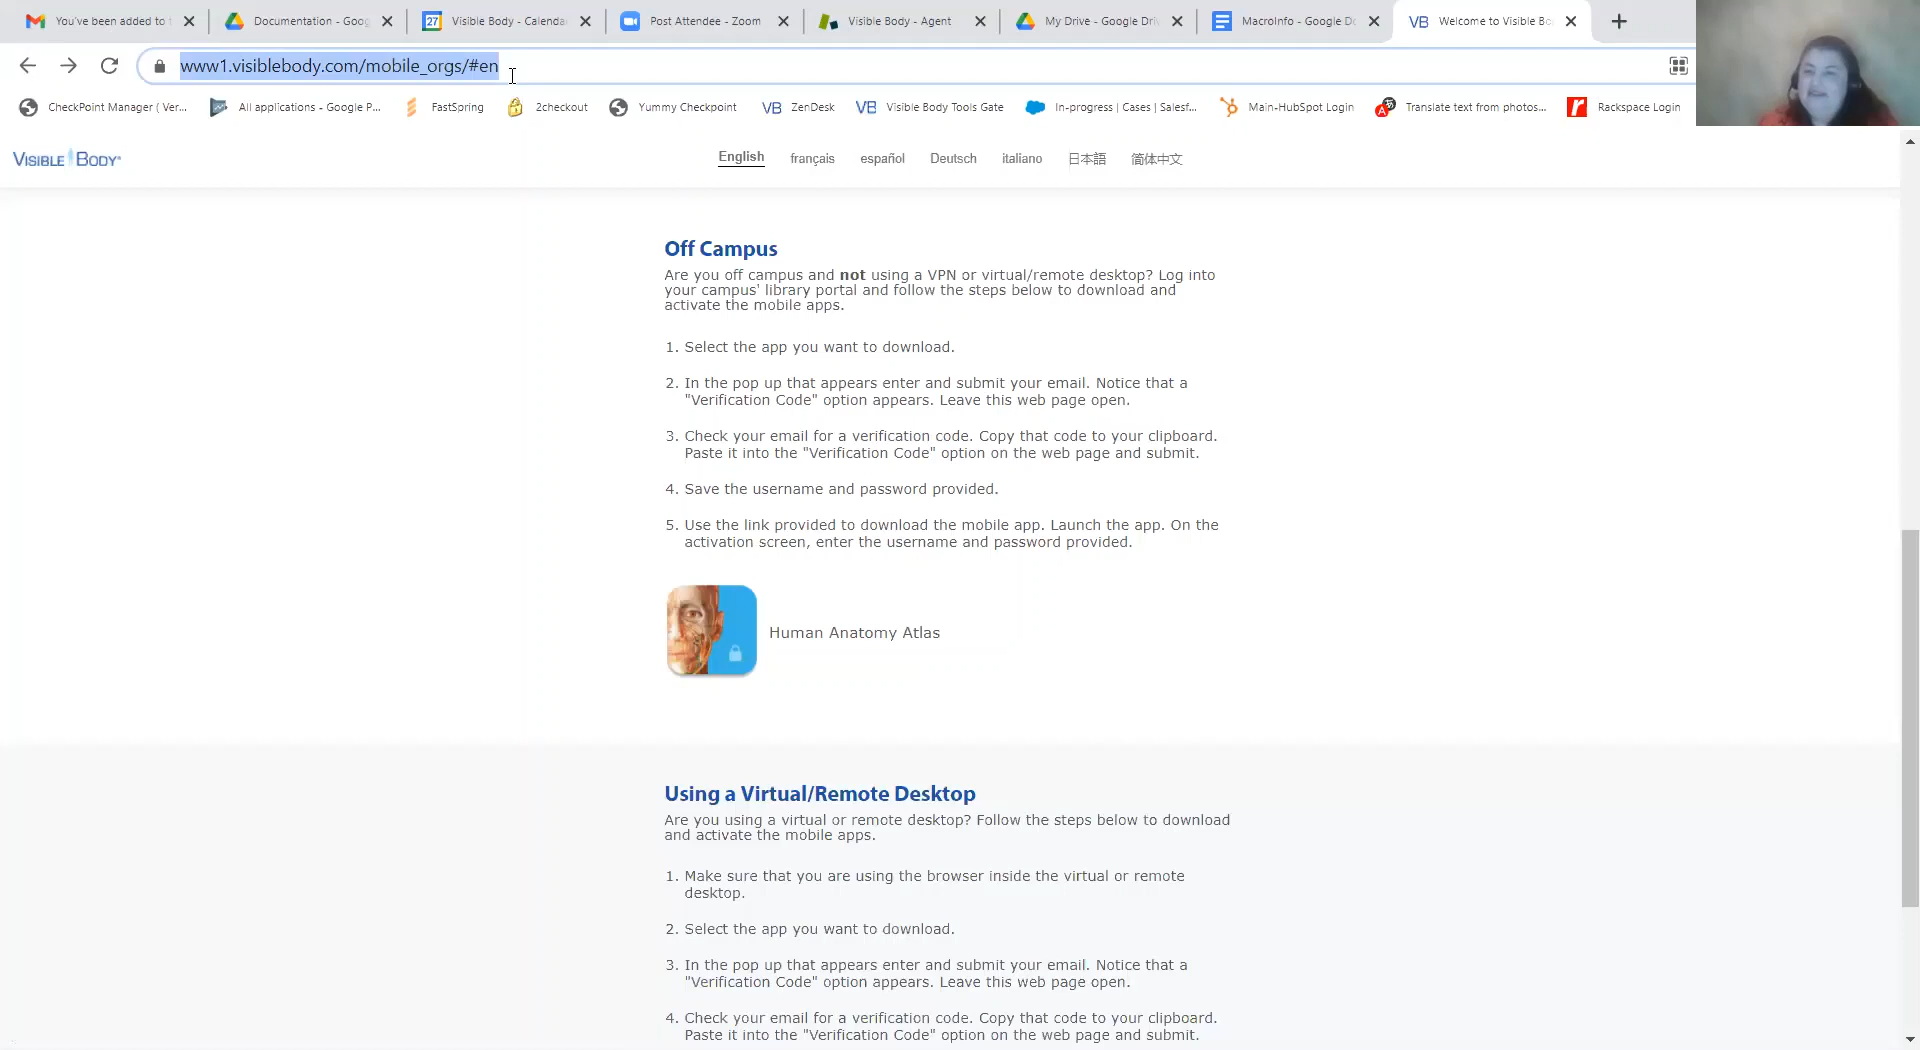 You've been added to t
Documentation - Goog
27
Visible Body - Calenda
Post Attendee - Zoom
Visible Body - Agent
My Drive - Google Driv
MacroInfo - Google Do
VB
Welcome to Visible Bo
www1.visiblebody.com/mobile_orgs/#en
CheckPoint Manager ( Ver...
All applications - Google P...
FastSpring
2checkout
Yummy Checkpoint
VB ZenDesk
VB Visible Body Tools Gate
In-progress | Cases | Salesf...
Main-HubSpot Login
A Translate text from photos...
r Rackspace Login
VISIBLE BODY®
English
français
español
Deutsch
italiano
日本語
简体中文
Off Campus
Are you off campus and not using a VPN or virtual/remote desktop? Log into
your campus' library portal and follow the steps below to download and
activate the mobile apps.
1. Select the app you want to download.
2. In the pop up that appears enter and submit your email. Notice that a
"Verification Code" option appears. Leave this web page open.
3. Check your email for a verification code. Copy that code to your clipboard.
Paste it into the "Verification Code" option on the web page and submit.
4. Save the username and password provided.
5. Use the link provided to download the mobile app. Launch the app. On the
activation screen, enter the username and password provided.
Human Anatomy Atlas
Using a Virtual/Remote Desktop
Are you using a virtual or remote desktop? Follow the steps below to download
and activate the mobile apps.
1. Make sure that you are using the browser inside the virtual or remote
desktop.
2. Select the app you want to download.
3. In the pop up that appears enter and submit your email. Notice that a
"Verification Code" option appears. Leave this web page open.
4. Check your email for a verification code. Copy that code to your clipboard.
Paste it into the "Verification Code" option on the web page and submit.